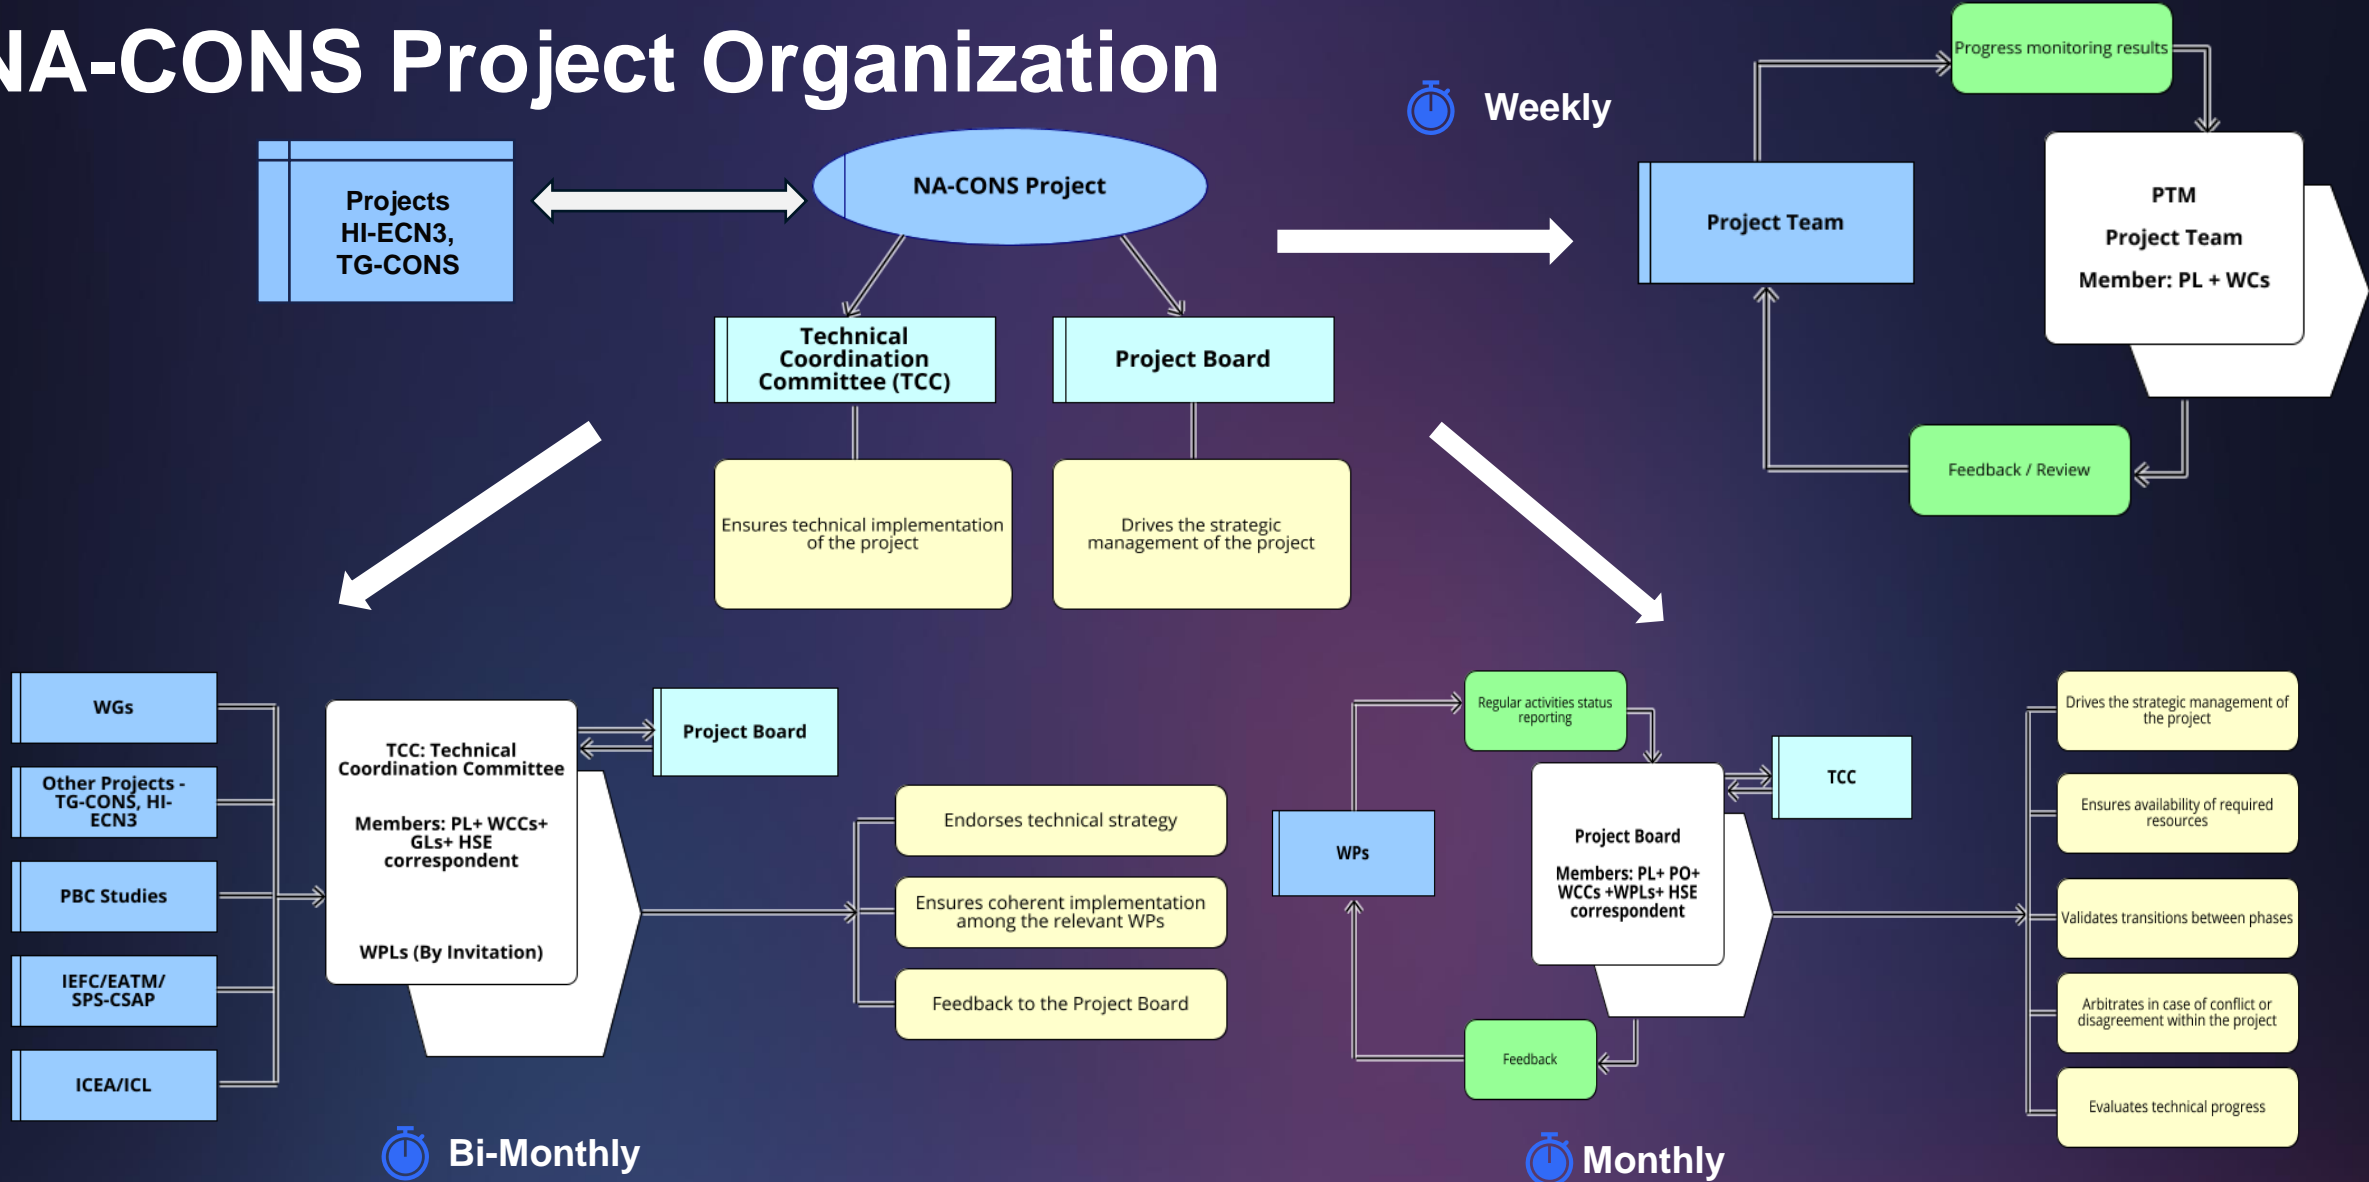 NA-CONS Project Organization
Weekly
Projects
HI-ECN3,
TG-CONS
NA-CONS Project
Technical
Coordination
Committee (TCC)
Project Board
Ensures technical implementation
of the project
Drives the strategic
management of the project
Progress monitoring results
Project Team
PTM
Project Team
Member: PL + WCs
Feedback / Review
WGs
Other Projects -
TG-CONS, HI-
ECN3
PBC Studies
IEFC/EATM/
SPS-CSAP
ICEA/ICL
TCC: Technical
Coordination Committee
Members: PL+ WCCs+
GLs+ HSE
correspondent
WPLs (By Invitation)
Project Board
Endorses technical strategy
Ensures coherent implementation
among the relevant WPs
Feedback to the Project Board
Bi-Monthly
Regular activities status
reporting
WPs
Project Board
Members: PL+ PO+
WCCs +WPLs+ HSE
correspondent
TCC
Feedback
Drives the strategic management of
the project
Ensures availability of required
resources
Validates transitions between phases
Arbitrates in case of conflict or
disagreement within the project
Evaluates technical progress
Monthly